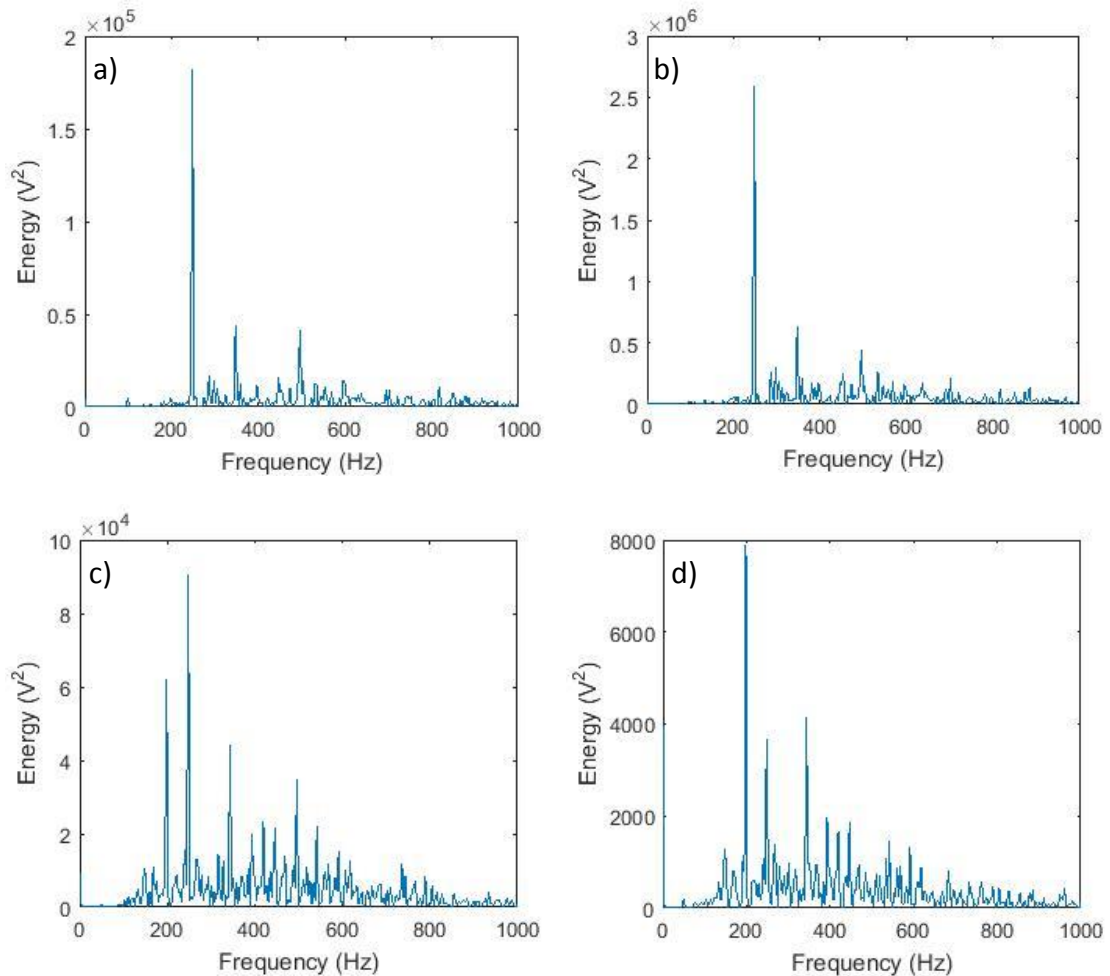 a)
× 10^5
2
1.5
1
0.5
0
0 200 400 600 800 1000
Energy (V^2)
Frequency (Hz)
b)
× 10^6
3
2.5
2
1.5
1
0.5
0
0 200 400 600 800 1000
Energy (V^2)
Frequency (Hz)
c)
× 10^4
10
8
6
4
2
0
0 200 400 600 800 1000
Energy (V^2)
Frequency (Hz)
d)
8000
6000
4000
2000
0
0 200 400 600 800 1000
Energy (V^2)
Frequency (Hz)